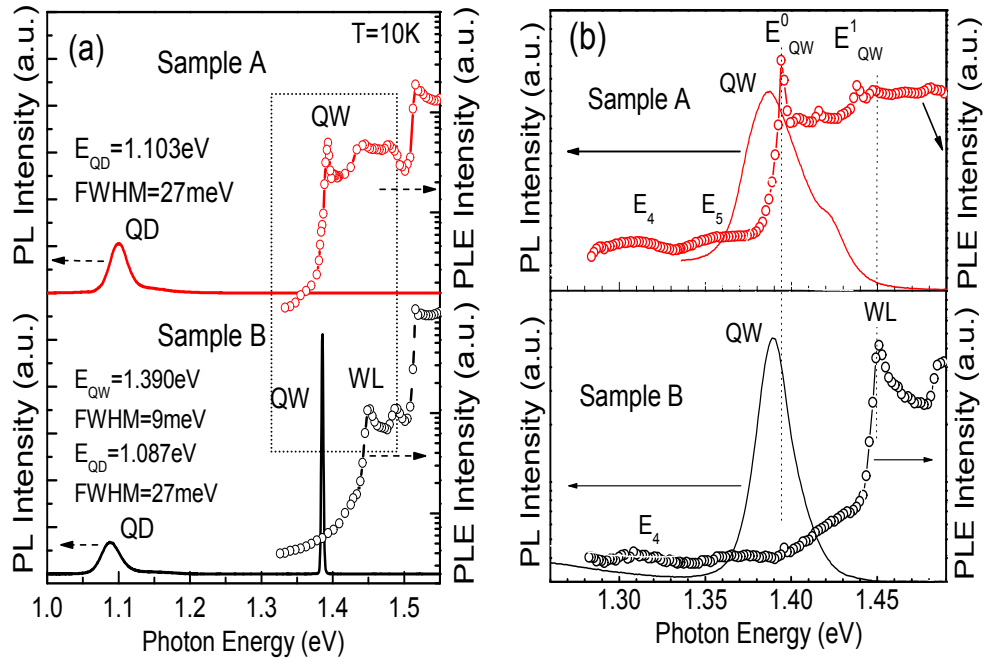 (a)
T=10K
Sample A
QW
E_QD=1.103eV
FWHM=27meV
QD
PL Intensity (a.u.)
PLE Intensity (a.u.)
Sample B
E_QW=1.390eV
FWHM=9meV
E_QD=1.087eV
FWHM=27meV
QW
WL
QD
PL Intensity (a.u.)
PLE Intensity (a.u.)
1.0 1.1 1.2 1.3 1.4 1.5
Photon Energy (eV)
(b)
E^0_QW
E^1_QW
QW
Sample A
E_4
E_5
PL Intensity (a.u.)
PLE Intensity (a.u.)
WL
QW
Sample B
E_4
PL Intensity (a.u.)
PLE Intensity (a.u.)
1.30 1.35 1.40 1.45
Photon Energy (eV)